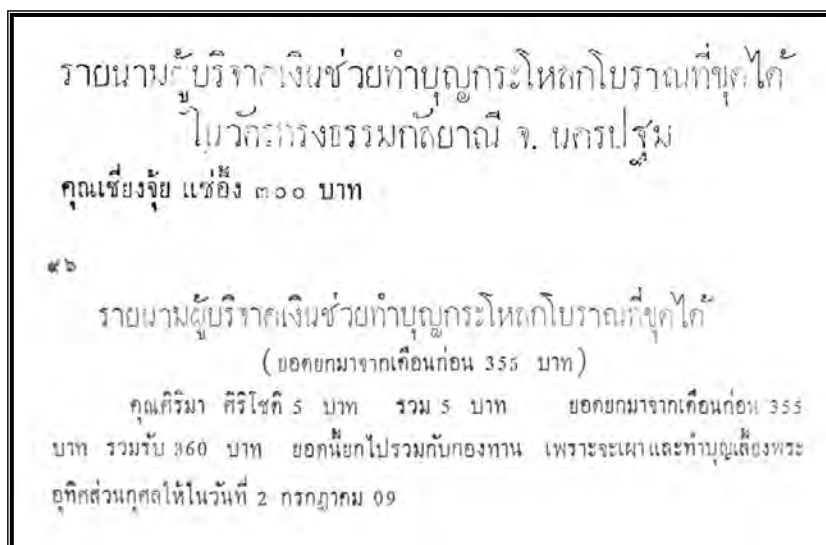 รายนามผู้บริจาคเงินช่วยทำบุญกระโหลกโบราณที่ขุดได้
ในวัตรทรงธรรมกัลยาณี จ. นครปฐม
คุณเซี่ยงจุ้ย แซ่อึ้ง ๓๐๐ บาท
๕๖
รายนามผู้บริจาคเงินช่วยทำบุญกระโหลกโบราณที่ขุดได้
(ยอดยกมาจากเดือนก่อน 355 บาท)
คุณศิริมา ศิริโชติ 5 บาท รวม 5 บาท ยอดยกมาจากเดือนก่อน 355
บาท รวมรับ 360 บาท ยอดนี้ยกไปรวมกับกองทาน เพราะจะเผาและทำบุญเลี้ยงพระ
อุทิศส่วนกุศลให้ในวันที่ 2 กรกฎาคม 09